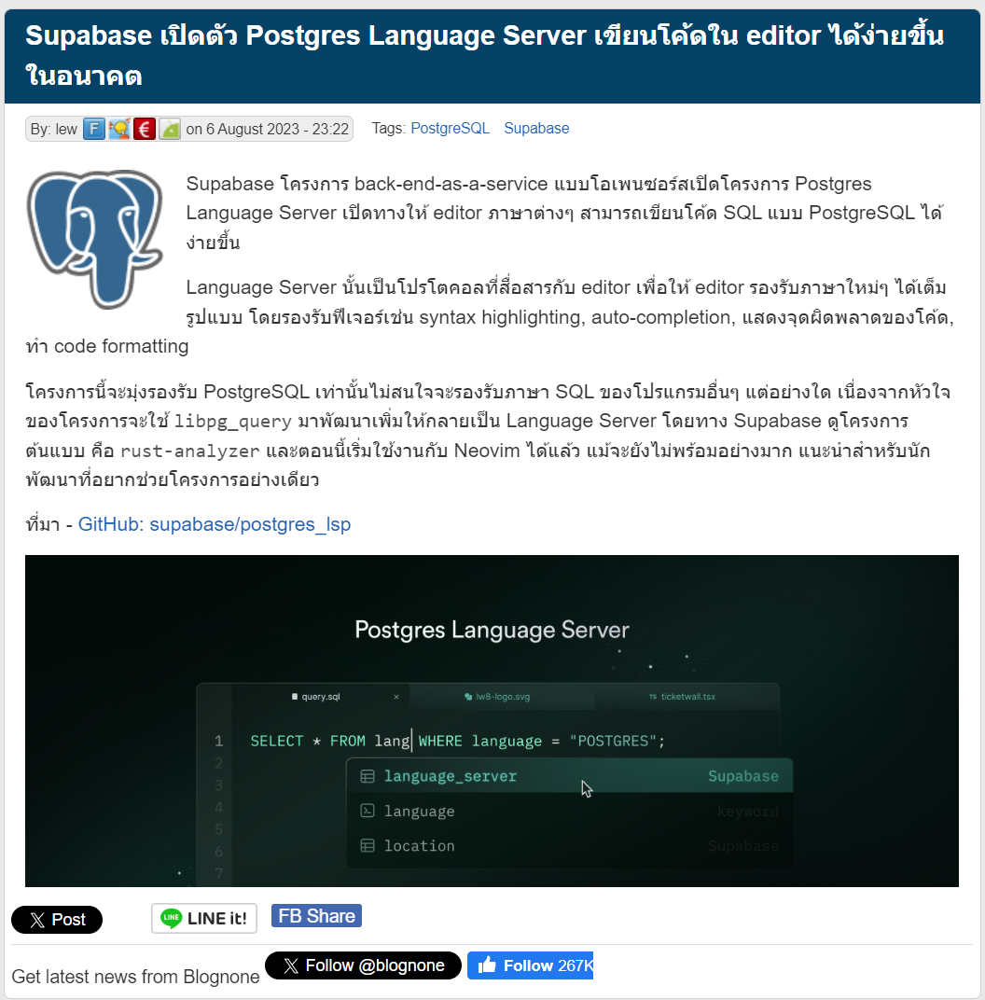 Supabase เปิดตัว Postgres Language Server เขียนโค้ดใน editor ได้ง่ายขึ้น
ในอนาคต
By: lew F € on 6 August 2023 - 23:22 Tags: PostgreSQL Supabase
Supabase โครงการ back-end-as-a-service แบบโอเพนซอร์สเปิดโครงการ Postgres
Language Server เปิดทางให้ editor ภาษาต่างๆ สามารถเขียนโค้ด SQL แบบ PostgreSQL ได้
ง่ายขึ้น
Language Server นั้นเป็นโปรโตคอลที่สื่อสารกับ editor เพื่อให้ editor รองรับภาษาใหม่ๆ ได้เต็ม
รูปแบบ โดยรองรับฟีเจอร์เช่น syntax highlighting, auto-completion, แสดงจุดผิดพลาดของโค้ด,
ทำ code formatting
โครงการนี้จะมุ่งรองรับ PostgreSQL เท่านั้นไม่สนใจจะรองรับภาษา SQL ของโปรแกรมอื่นๆ แต่อย่างใด เนื่องจากหัวใจ
ของโครงการจะใช้ libpg_query มาพัฒนาเพิ่มให้กลายเป็น Language Server โดยทาง Supabase ดูโครงการ
ต้นแบบ คือ rust-analyzer และตอนนี้เริ่มใช้งานกับ Neovim ได้แล้ว แม้จะยังไม่พร้อมอย่างมาก แนะนำสำหรับนัก
พัฒนาที่อยากช่วยโครงการอย่างเดียว
ที่มา - GitHub: supabase/postgres_lsp
Postgres Language Server
query.sql × lw8-logo.svg TS ticketwall.tsx
1 SELECT * FROM lang WHERE language = "POSTGRES";
2
language_server Supabase
3
4 language keyword
5
6 location Supabase
7
X Post LINE LINE it! FB Share
Get latest news from Blognone X Follow @blognone Follow 267K